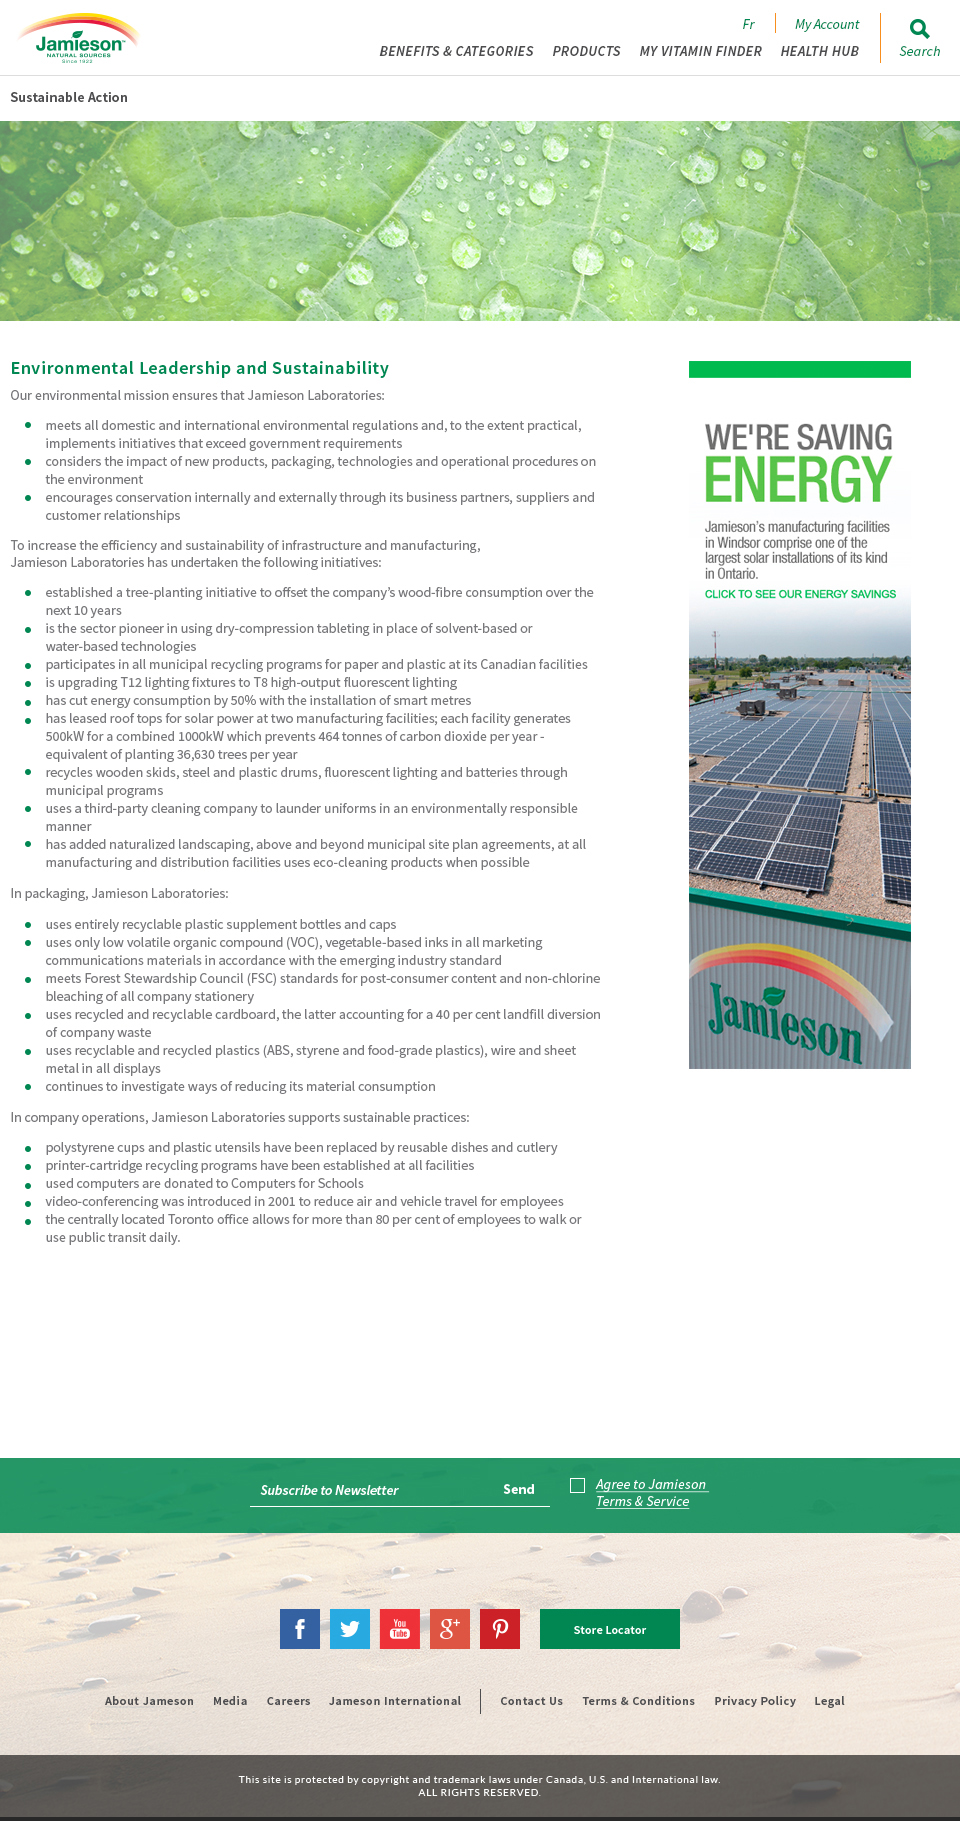 Jamieson™
NATURAL SOURCES
Since 1922
Fr
My Account
BENEFITS & CATEGORIES
PRODUCTS
MY VITAMIN FINDER
HEALTH HUB
Search
Sustainable Action
Environmental Leadership and Sustainability
Our environmental mission ensures that Jamieson Laboratories:
meets all domestic and international environmental regulations and, to the extent practical,
implements initiatives that exceed government requirements
considers the impact of new products, packaging, technologies and operational procedures on
the environment
encourages conservation internally and externally through its business partners, suppliers and
customer relationships
To increase the efficiency and sustainability of infrastructure and manufacturing,
Jamieson Laboratories has undertaken the following initiatives:
established a tree-planting initiative to offset the company's wood-fibre consumption over the
next 10 years
is the sector pioneer in using dry-compression tableting in place of solvent-based or
water-based technologies
participates in all municipal recycling programs for paper and plastic at its Canadian facilities
is upgrading T12 lighting fixtures to T8 high-output fluorescent lighting
has cut energy consumption by 50% with the installation of smart metres
has leased roof tops for solar power at two manufacturing facilities; each facility generates
500kW for a combined 1000kW which prevents 464 tonnes of carbon dioxide per year -
equivalent of planting 36,630 trees per year
recycles wooden skids, steel and plastic drums, fluorescent lighting and batteries through
municipal programs
uses a third-party cleaning company to launder uniforms in an environmentally responsible
manner
has added naturalized landscaping, above and beyond municipal site plan agreements, at all
manufacturing and distribution facilities uses eco-cleaning products when possible
In packaging, Jamieson Laboratories:
uses entirely recyclable plastic supplement bottles and caps
uses only low volatile organic compound (VOC), vegetable-based inks in all marketing
communications materials in accordance with the emerging industry standard
meets Forest Stewardship Council (FSC) standards for post-consumer content and non-chlorine
bleaching of all company stationery
uses recycled and recyclable cardboard, the latter accounting for a 40 per cent landfill diversion
of company waste
uses recyclable and recycled plastics (ABS, styrene and food-grade plastics), wire and sheet
metal in all displays
continues to investigate ways of reducing its material consumption
In company operations, Jamieson Laboratories supports sustainable practices:
polystyrene cups and plastic utensils have been replaced by reusable dishes and cutlery
printer-cartridge recycling programs have been established at all facilities
used computers are donated to Computers for Schools
video-conferencing was introduced in 2001 to reduce air and vehicle travel for employees
the centrally located Toronto office allows for more than 80 per cent of employees to walk or
use public transit daily.
WE'RE SAVING
ENERGY
Jamieson's manufacturing facilities
in Windsor comprise one of the
largest solar installations of its kind
in Ontario.
CLICK TO SEE OUR ENERGY SAVINGS
Jamieson
Subscribe to Newsletter
Send
Agree to Jamieson
Terms & Service
f
You
Tube
g+
Store Locator
About Jameson
Media
Careers
Jameson International
Contact Us
Terms & Conditions
Privacy Policy
Legal
This site is protected by copyright and trademark laws under Canada, U.S. and International law.
ALL RIGHTS RESERVED.